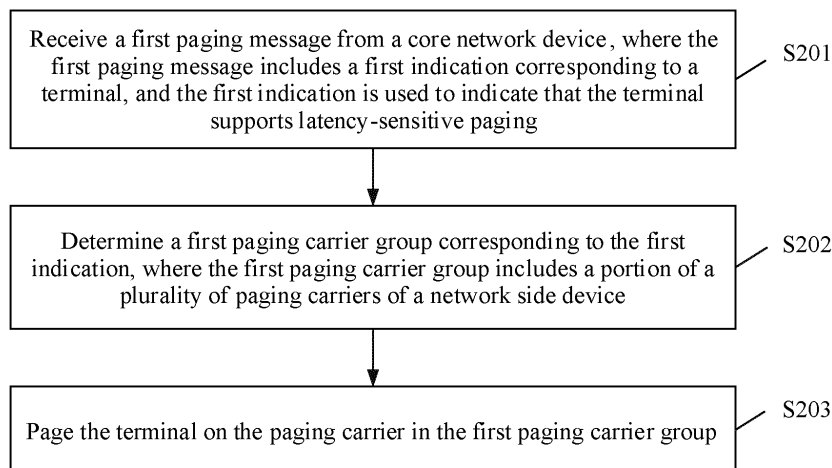 Receive a first paging message from a core network device, where the
first paging message includes a first indication corresponding to a
terminal, and the first indication is used to indicate that the terminal
supports latency-sensitive paging
S201
Determine a first paging carrier group corresponding to the first
indication, where the first paging carrier group includes a portion of a
plurality of paging carriers of a network side device
S202
Page the terminal on the paging carrier in the first paging carrier group
S203